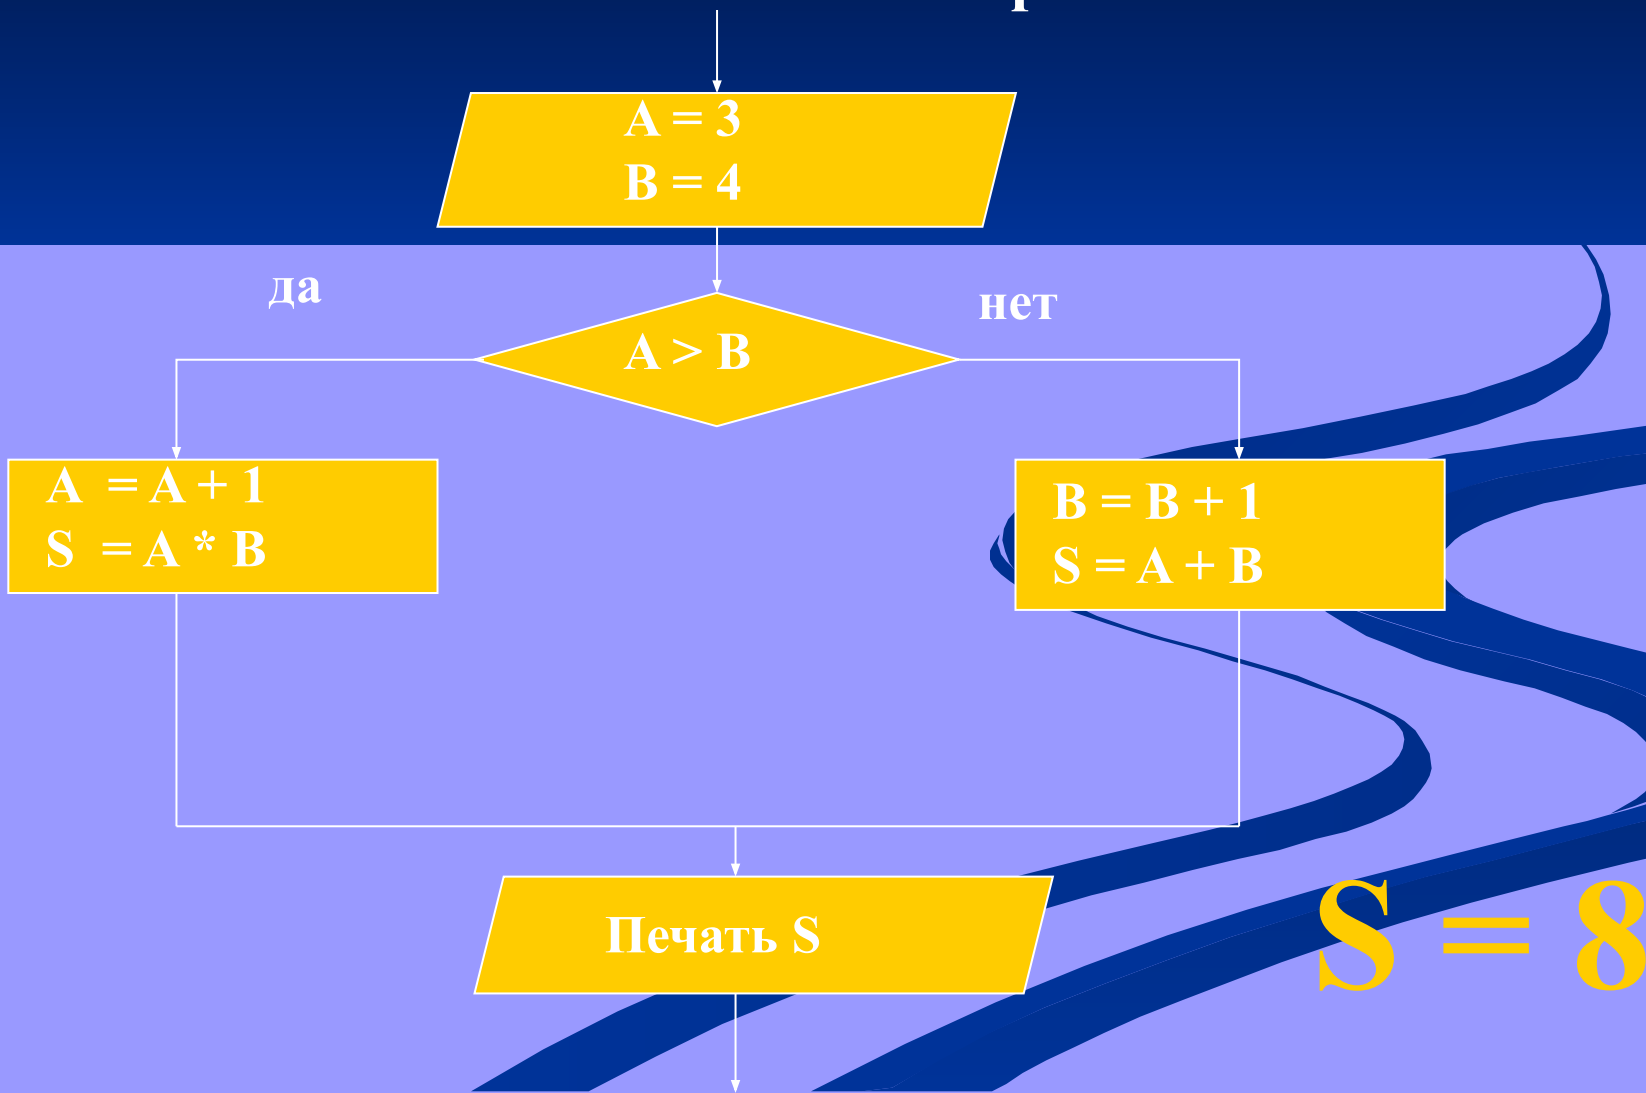 A = 3
B = 4
да
нет
A > B
A = A + 1
S = A * B
B = B + 1
S = A + B
Печать S
S = 8